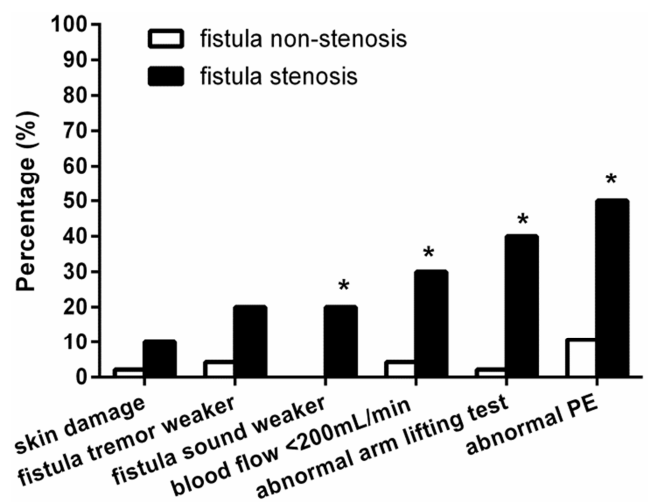 100
90
80
70
60
50
40
30
20
10
0
Percentage (%)
fistula non-stenosis
fistula stenosis
*
*
*
*
skin damage
fistula tremor weaker
fistula sound weaker
blood flow <200mL/min
abnormal arm lifting test
abnormal PE